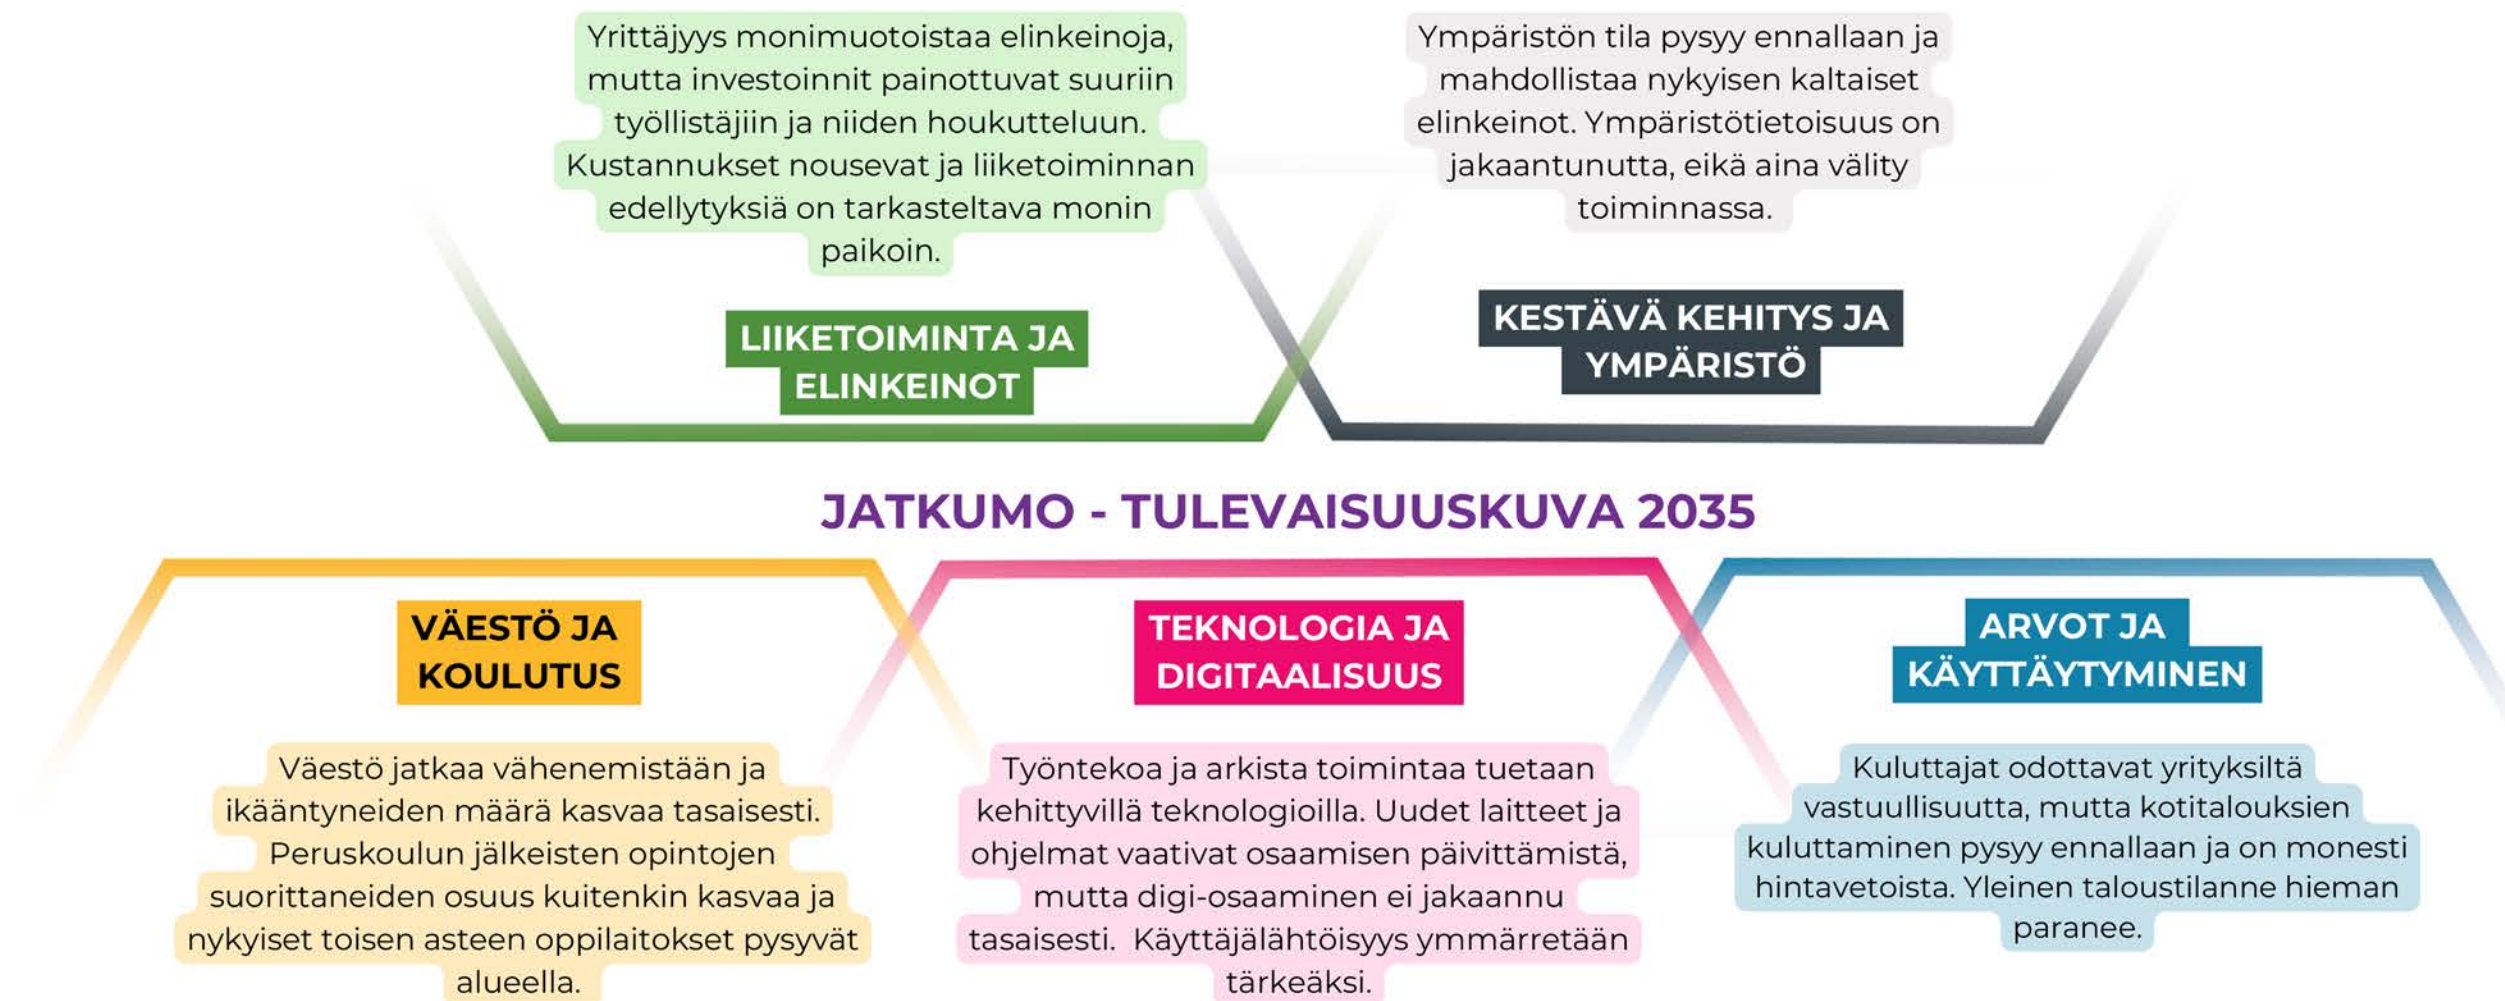 Yrittäjyys monimuotoistaa elinkeinoja,
mutta investoinnit painottuvat suuriin
työllistäjiin ja niiden houkutteluun.
Kustannukset nousevat ja liiketoiminnan
edellytyksiä on tarkasteltava monin
paikoin.
LIIKETOIMINTA JA
ELINKEINOT
Ympäristön tila pysyy ennallaan ja
mahdollistaa nykyisen kaltaiset
elinkeinot. Ympäristötietoisuus on
jakaantunutta, eikä aina välity
toiminnassa.
KESTÄVÄ KEHITYS JA
YMPÄRISTÖ
JATKUMO - TULEVAISUUSKUVA 2035
VÄESTÖ JA
KOULUTUS
Väestö jatkaa vähenemistään ja
ikääntyneiden määrä kasvaa tasaisesti.
Peruskoulun jälkeisten opintojen
suorittaneiden osuus kuitenkin kasvaa ja
nykyiset toisen asteen oppilaitokset pysyvät
alueella.
TEKNOLOGIA JA
DIGITAALISUUS
Työntekoa ja arkista toimintaa tuetaan
kehittyvillä teknologioilla. Uudet laitteet ja
ohjelmat vaativat osaamisen päivittämistä,
mutta digi-osaaminen ei jakaannu
tasaisesti. Käyttäjälähtöisyys ymmärretään
tärkeäksi.
ARVOT JA
KÄYTTÄYTYMINEN
Kuluttajat odottavat yrityksiltä
vastuullisuutta, mutta kotitalouksien
kuluttaminen pysyy ennallaan ja on monesti
hintavetoista. Yleinen taloustilanne hieman
paranee.